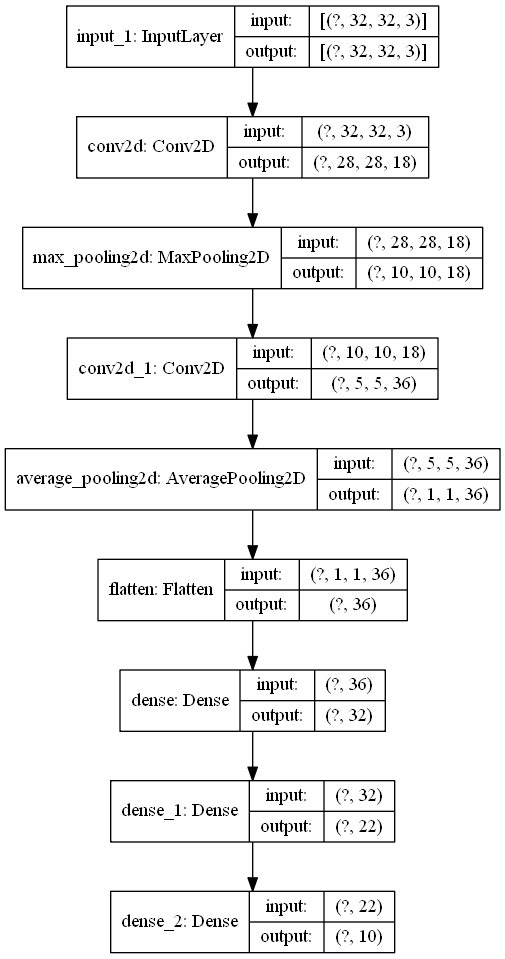 input_1: InputLayer
input: [(?, 32, 32, 3)]
output: [(?, 32, 32, 3)]
conv2d: Conv2D
input: (?, 32, 32, 3)
output: (?, 28, 28, 18)
max_pooling2d: MaxPooling2D
input: (?, 28, 28, 18)
output: (?, 10, 10, 18)
conv2d_1: Conv2D
input: (?, 10, 10, 18)
output: (?, 5, 5, 36)
average_pooling2d: AveragePooling2D
input: (?, 5, 5, 36)
output: (?, 1, 1, 36)
flatten: Flatten
input: (?, 1, 1, 36)
output: (?, 36)
dense: Dense
input: (?, 36)
output: (?, 32)
dense_1: Dense
input: (?, 32)
output: (?, 22)
dense_2: Dense
input: (?, 22)
output: (?, 10)